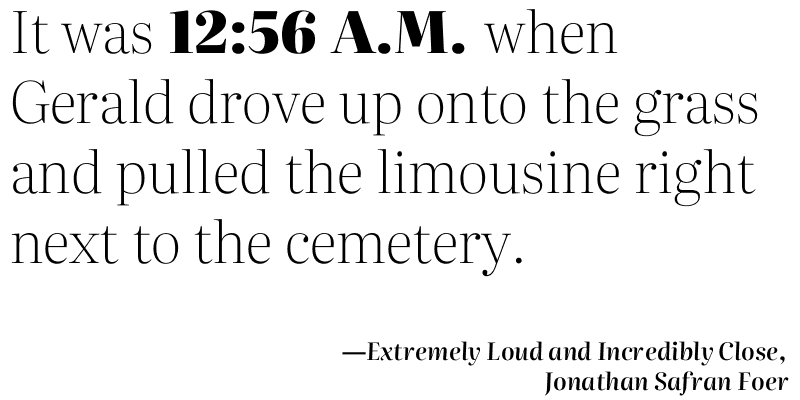 It was 12:56 A.M. when
Gerald drove up onto the grass
and pulled the limousine right
next to the cemetery.
—Extremely Loud and Incredibly Close,
Jonathan Safran Foer